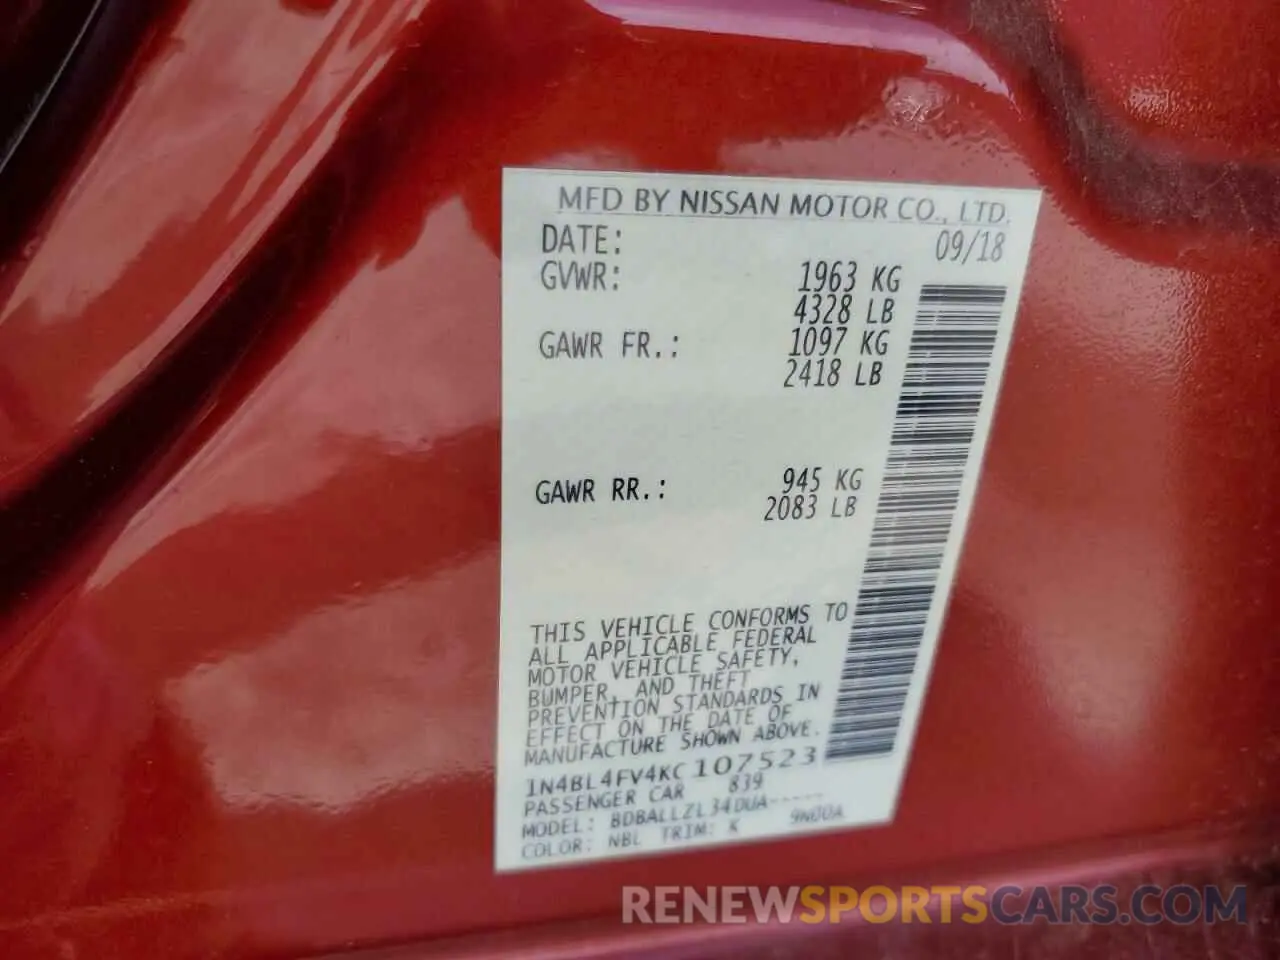 MFD BY NISSAN MOTOR CO., LTD.
DATE: 09/18
GVWR: 1963 KG
4328 LB
GAWR FR.: 1097 KG
2418 LB
GAWR RR.: 945 KG
2083 LB
THIS VEHICLE CONFORMS TO
ALL APPLICABLE FEDERAL
MOTOR VEHICLE SAFETY,
BUMPER, AND THEFT
PREVENTION STANDARDS IN
EFFECT ON THE DATE OF
MANUFACTURE SHOWN ABOVE.
1N4BL4FV4KC107523
PASSENGER CAR 839
MODEL: BDBALLZL34DUA-----
COLOR: NBL TRIM: K 9N00A
RENEWSPORTSCARS.COM